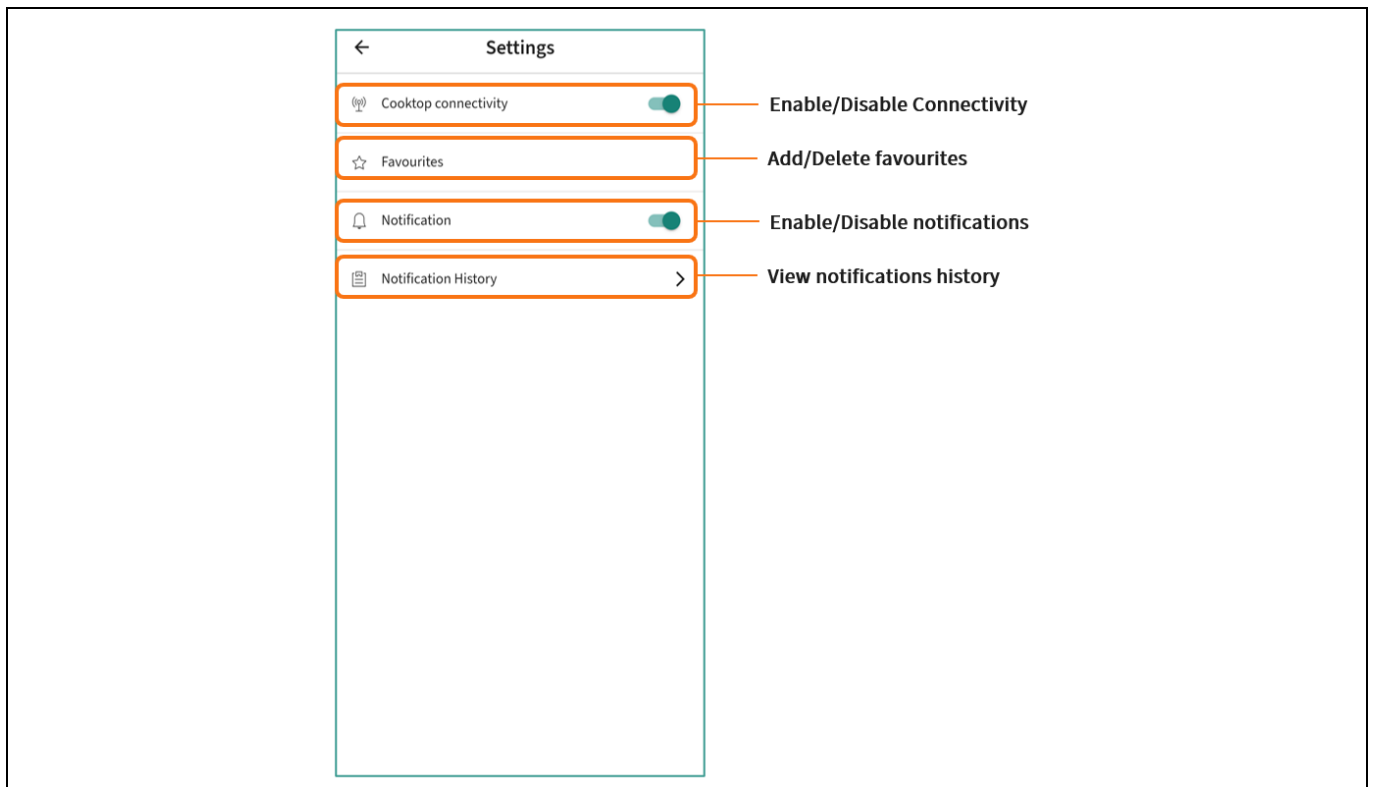 Settings
Cooktop connectivity
Enable/Disable Connectivity
Favourites
Add/Delete favourites
Notification
Enable/Disable notifications
Notification History
View notifications history